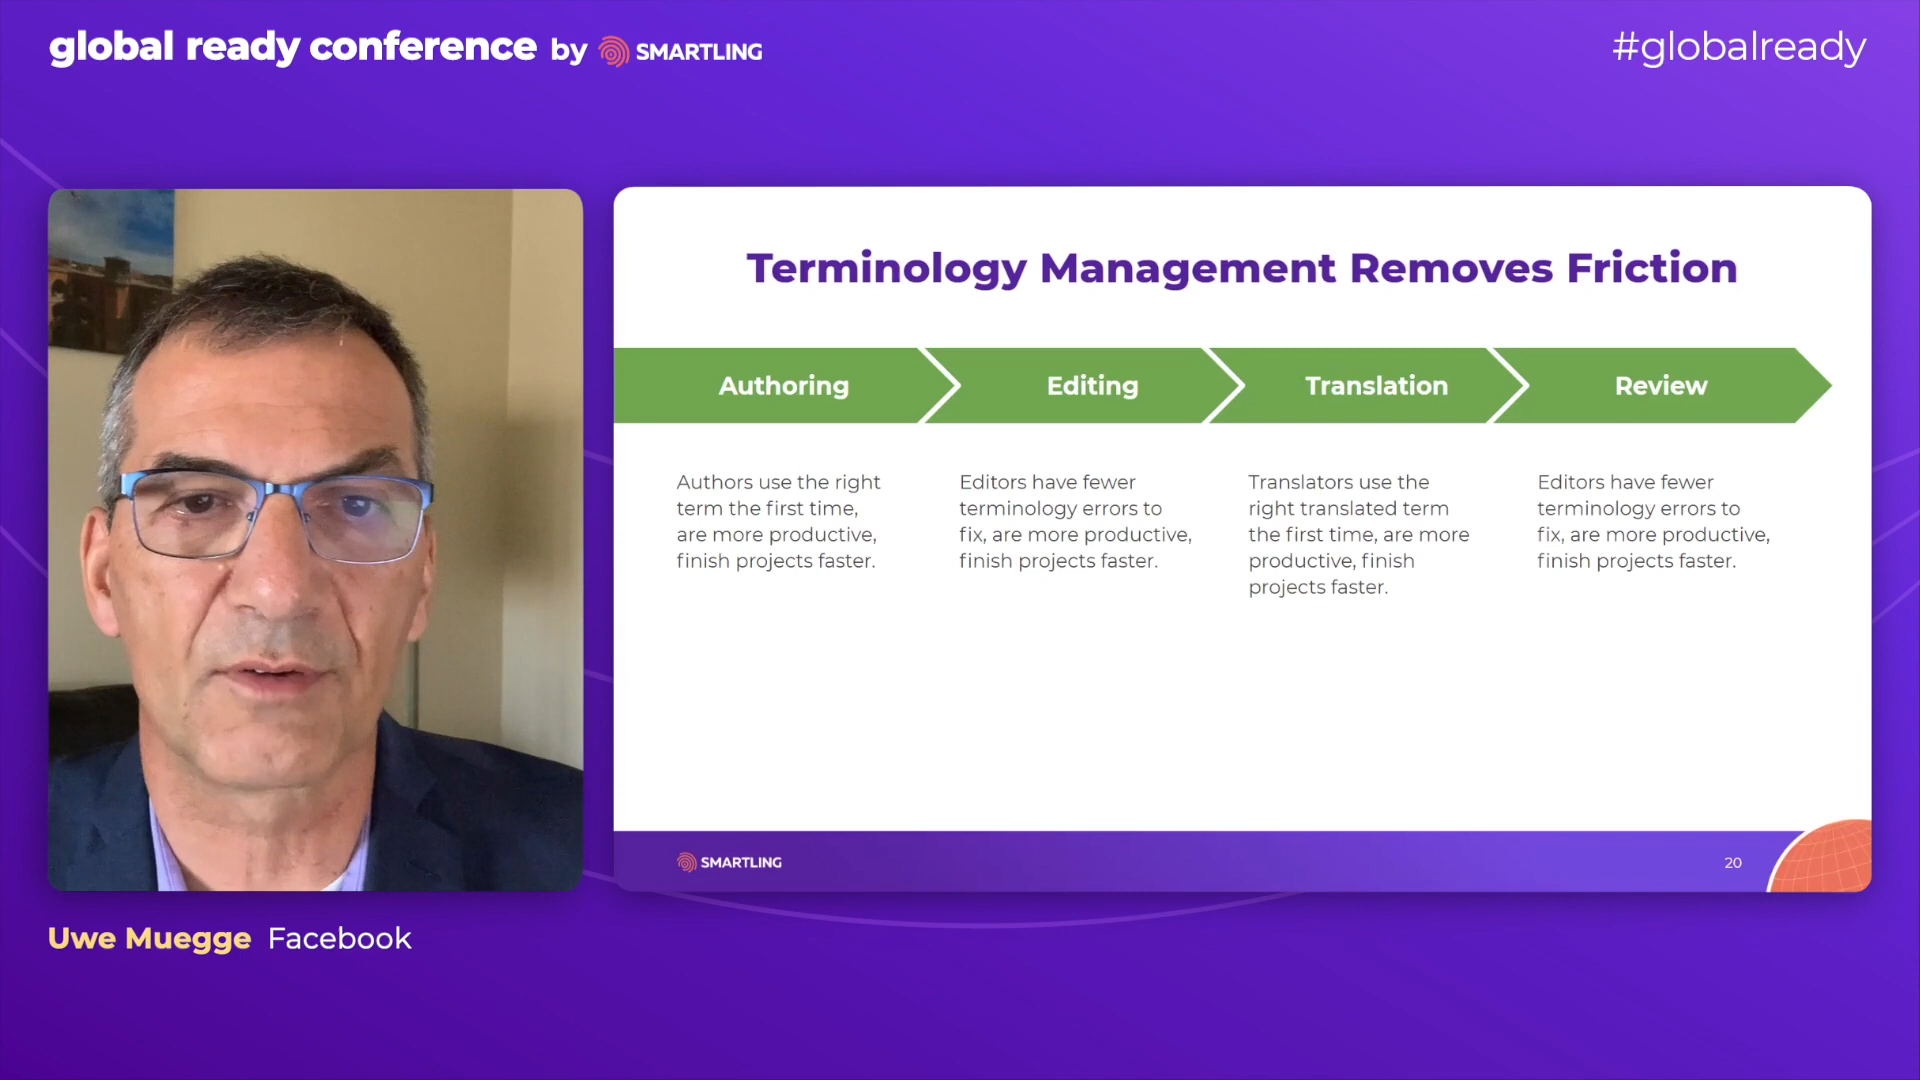 global ready conference by SMARTLING
#globalready
Terminology Management Removes Friction
Authoring
Editing
Translation
Review
Authors use the right
term the first time,
are more productive,
finish projects faster.
Editors have fewer
terminology errors to
fix, are more productive,
finish projects faster.
Translators use the
right translated term
the first time, are more
productive, finish
projects faster.
Editors have fewer
terminology errors to
fix, are more productive,
finish projects faster.
SMARTLING
20
Uwe Muegge Facebook